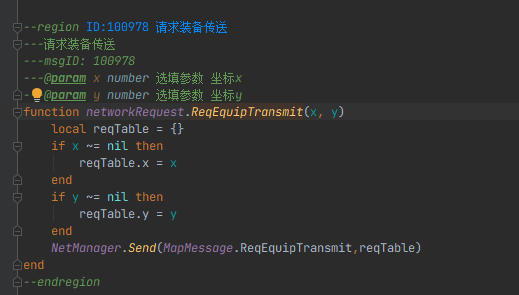 --region ID:100978 请求装备传送
---请求装备传送
---msgID: 100978
---@param x number 选填参数 坐标x
---@param y number 选填参数 坐标y
function networkRequest.ReqEquipTransmit(x, y)
    local reqTable = {}
    if x ~= nil then
        reqTable.x = x
    end
    if y ~= nil then
        reqTable.y = y
    end
    NetManager.Send(MapMessage.ReqEquipTransmit,reqTable)
end
--endregion